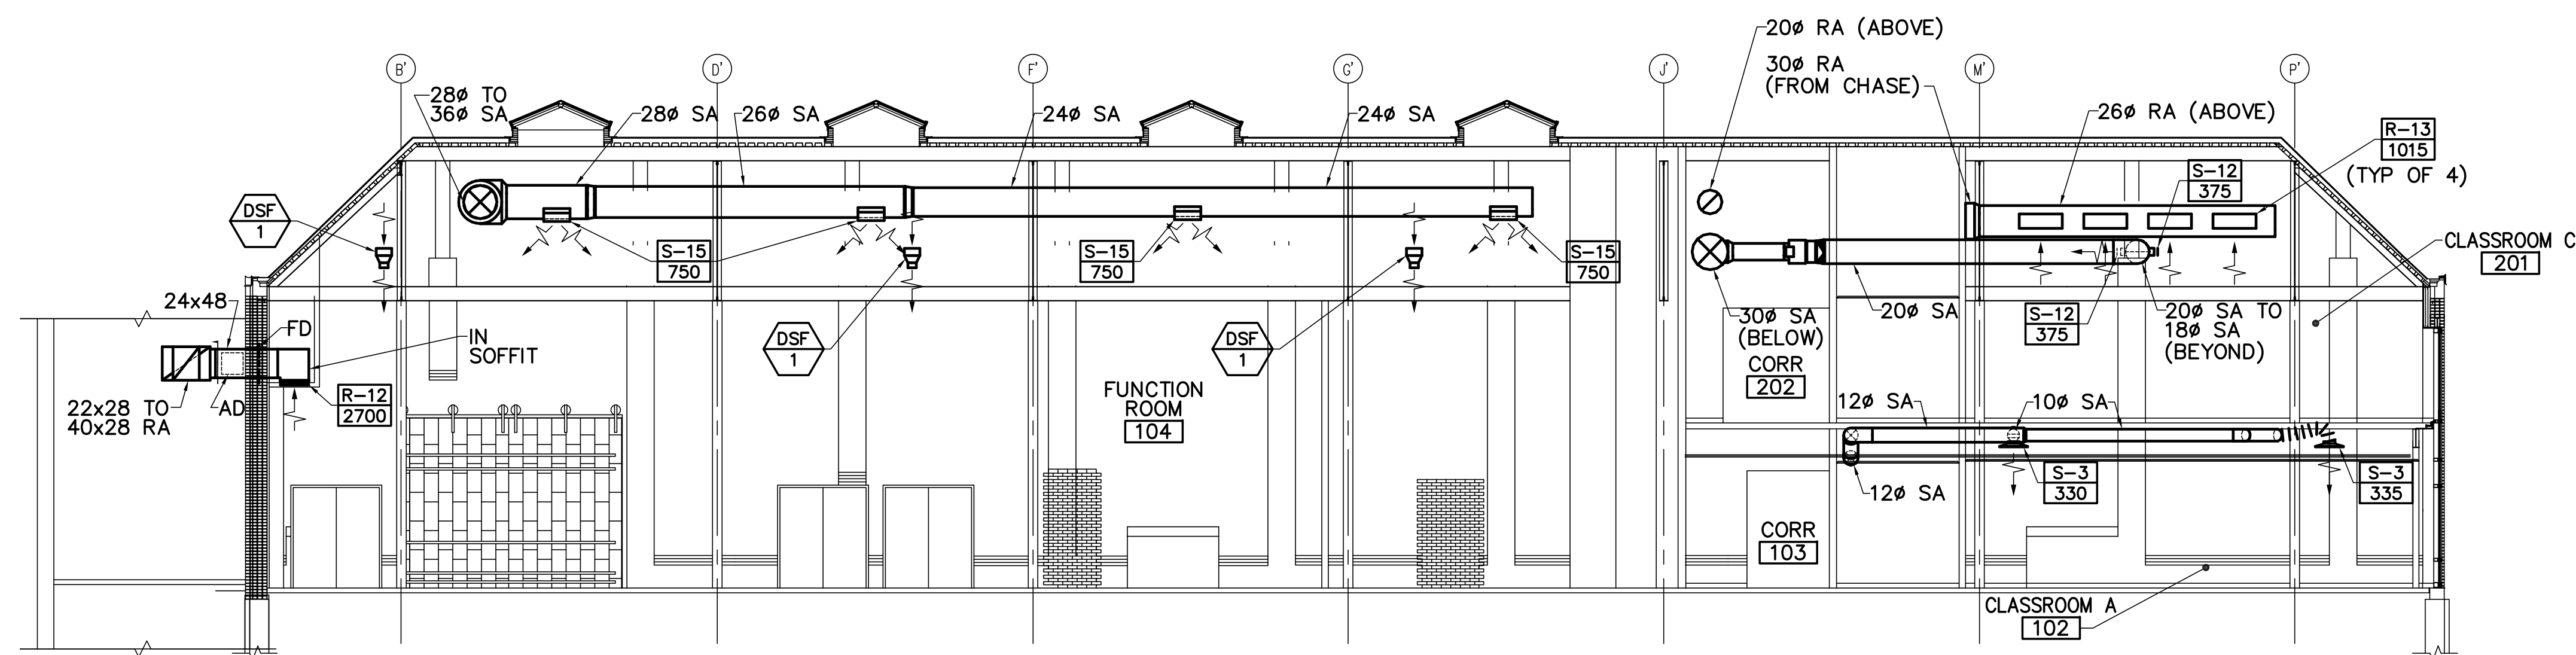 20ø RA (ABOVE)
30ø RA
(FROM CHASE)
B'
D'
F'
G'
J'
M'
P'
28ø TO
36ø SA
28ø SA
26ø SA
24ø SA
24ø SA
26ø RA (ABOVE)
R-13
1015
(TYP OF 4)
S-12
375
DSF
1
S-15
750
S-15
750
S-15
750
CLASSROOM C
201
24x48
FD
IN
SOFFIT
DSF
1
DSF
1
30ø SA
(BELOW)
20ø SA
S-12
375
20ø SA TO
18ø SA
(BEYOND)
CORR
202
22x28 TO
40x28 RA
AD
R-12
2700
FUNCTION
ROOM
104
12ø SA
10ø SA
12ø SA
S-3
330
S-3
335
CORR
103
CLASSROOM A
102